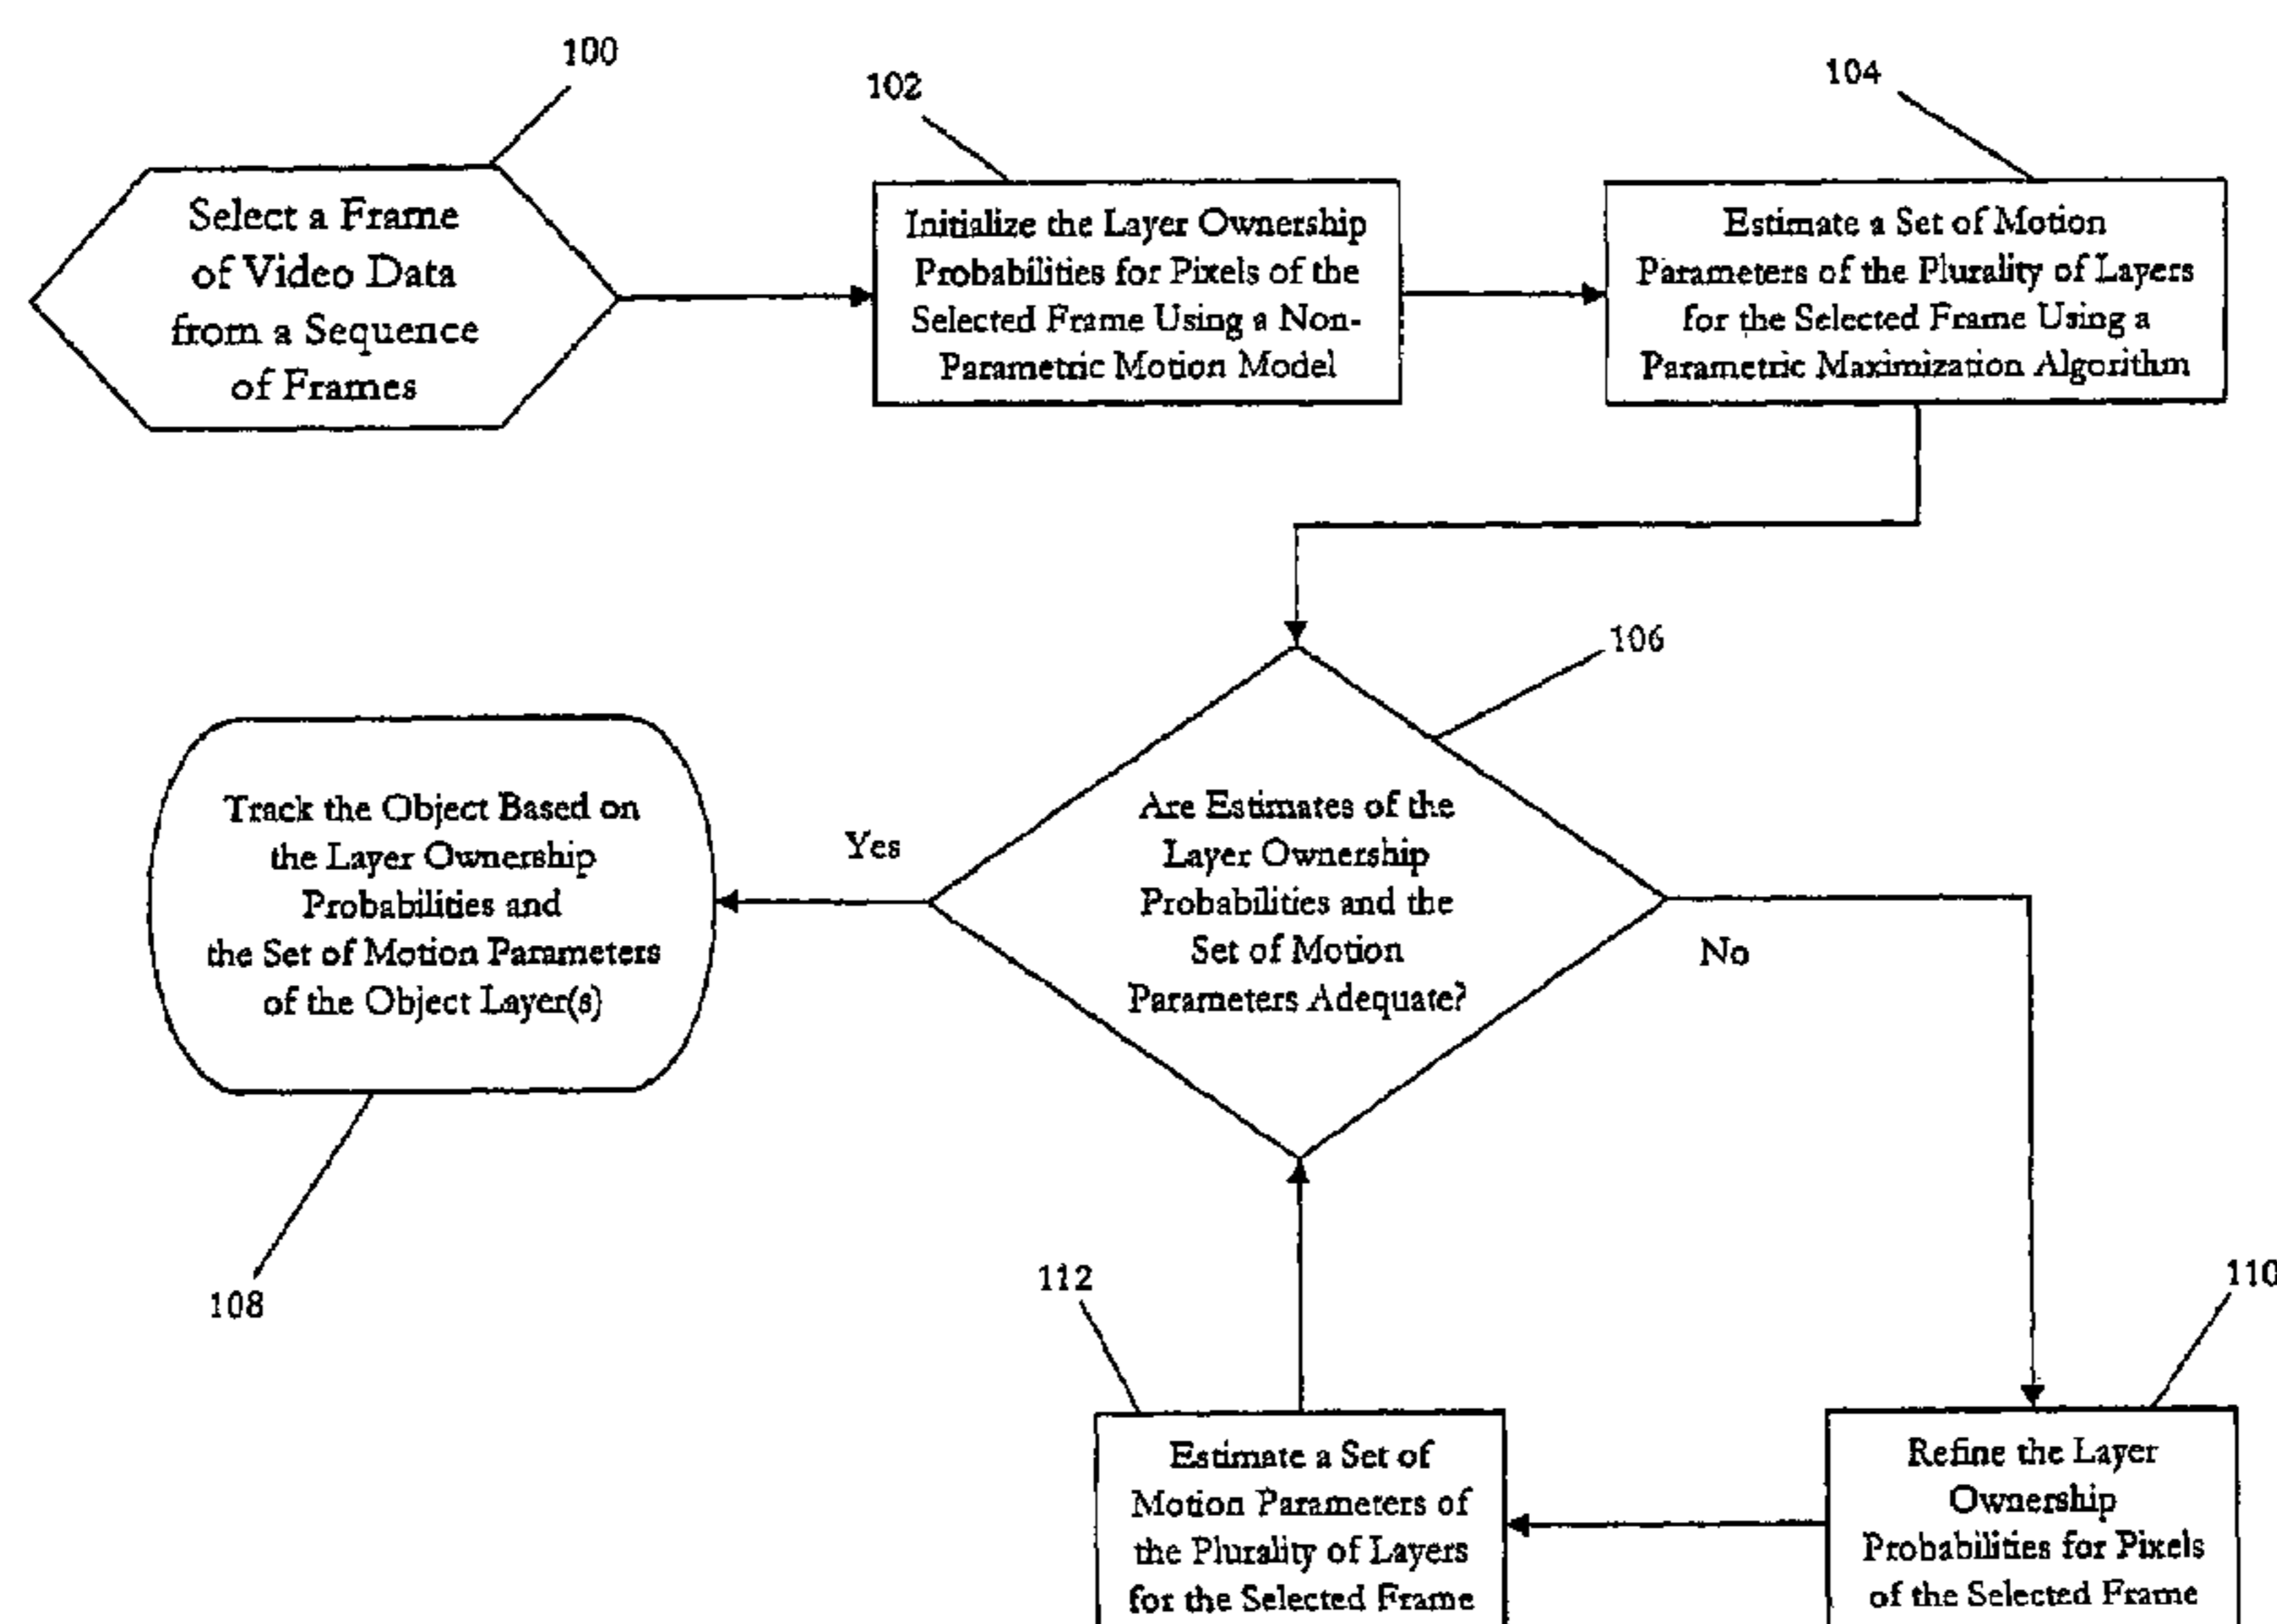 100
Select a Frame
of Video Data
from a Sequence
of Frames
102
Initialize the Layer Ownership
Probabilities for Pixels of the
Selected Frame Using a Non-
Parametric Motion Model
104
Estimate a Set of Motion
Parameters of the Plurality of Layers
for the Selected Frame Using a
Parametric Maximization Algorithm
106
Are Estimates of the
Layer Ownership
Probabilities and the
Set of Motion
Parameters Adequate?
Yes
No
Track the Object Based on
the Layer Ownership
Probabilities and
the Set of Motion Parameters
of the Object Layer(s)
108
110
Refine the Layer
Ownership
Probabilities for Pixels
of the Selected Frame
112
Estimate a Set of
Motion Parameters of
the Plurality of Layers
for the Selected Frame